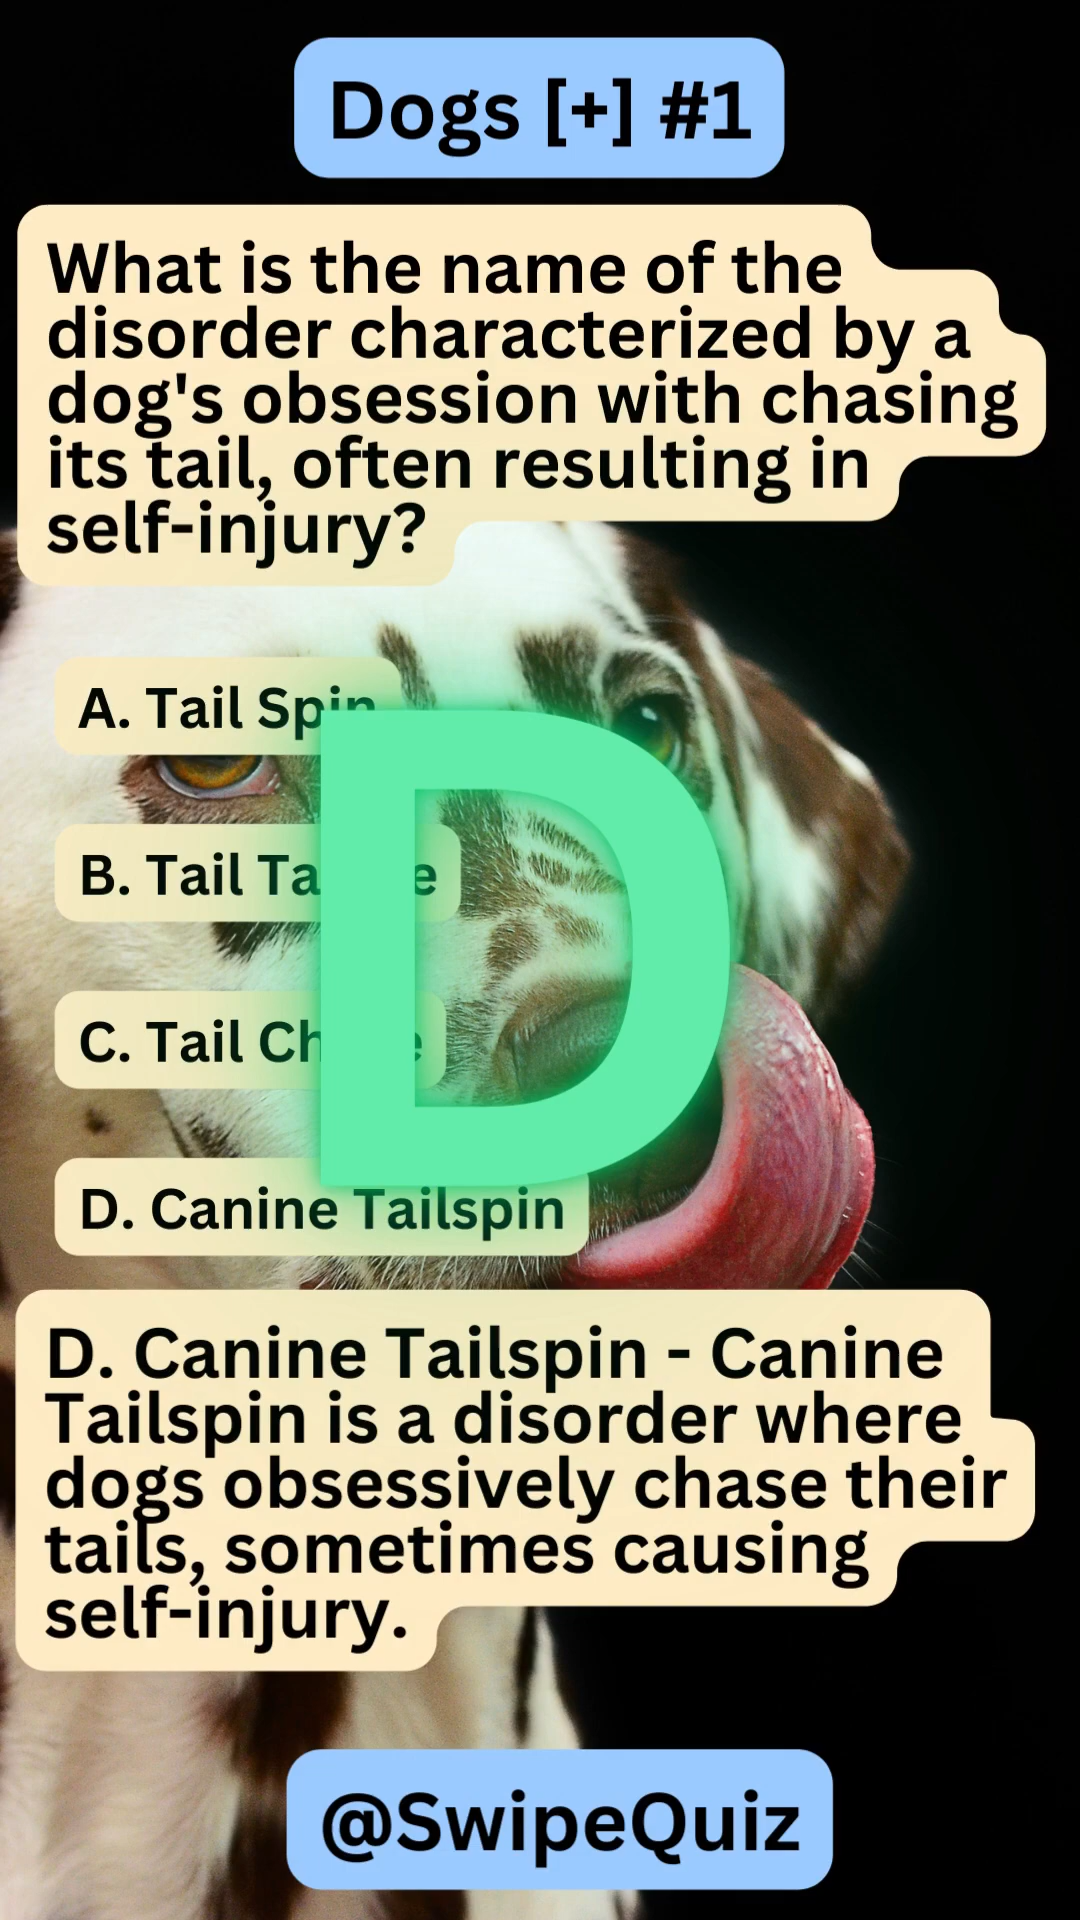 Dogs [+] #1
What is the name of the
disorder characterized by a
dog's obsession with chasing
its tail, often resulting in
self-injury?
A. Tail Spin
B. Tail
C. Tail
D. Canine Tailspin
D
D. Canine Tailspin - Canine
Tailspin is a disorder where
dogs obsessively chase their
tails, sometimes causing
self-injury.
@SwipeQuiz